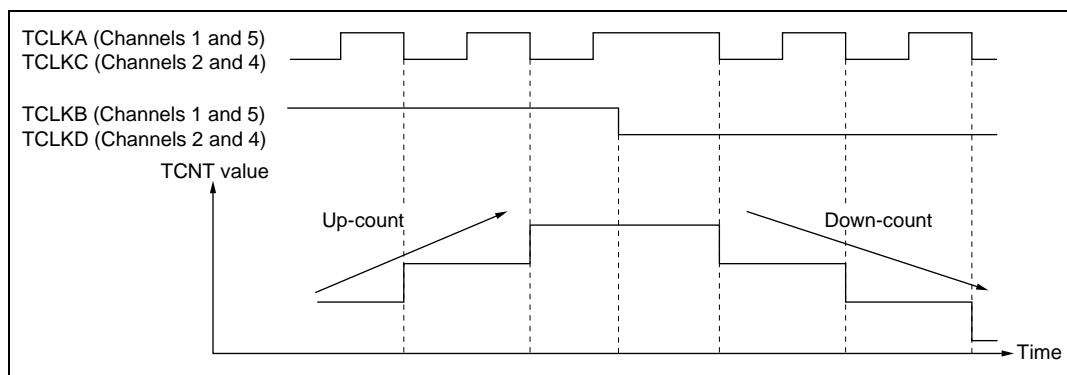 TCLKA (Channels 1 and 5)
TCLKC (Channels 2 and 4)
TCLKB (Channels 1 and 5)
TCLKD (Channels 2 and 4)
TCNT value
Up-count
Down-count
Time